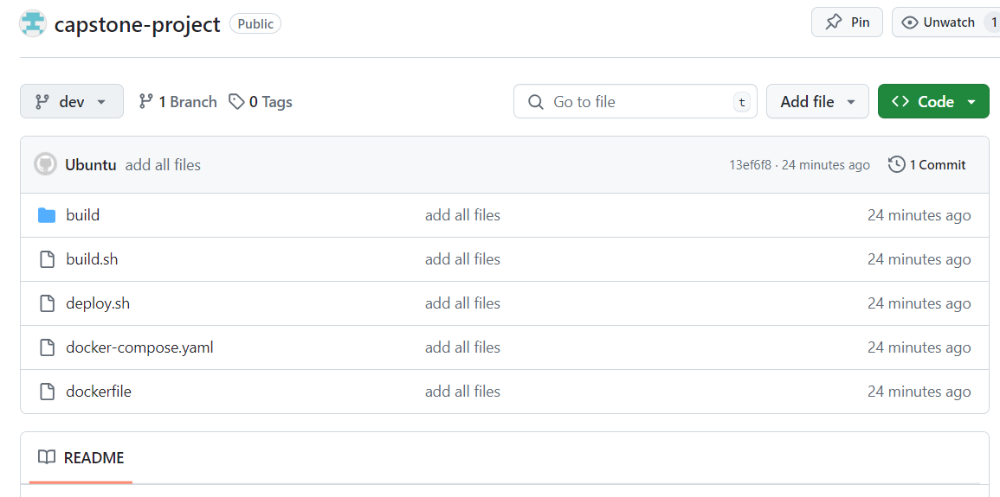 capstone-project Public Pin Unwatch 1
dev 1 Branch 0 Tags Go to file t Add file Code
Ubuntu add all files 13ef6f8 · 24 minutes ago 1 Commit
build add all files 24 minutes ago
build.sh add all files 24 minutes ago
deploy.sh add all files 24 minutes ago
docker-compose.yaml add all files 24 minutes ago
dockerfile add all files 24 minutes ago
README